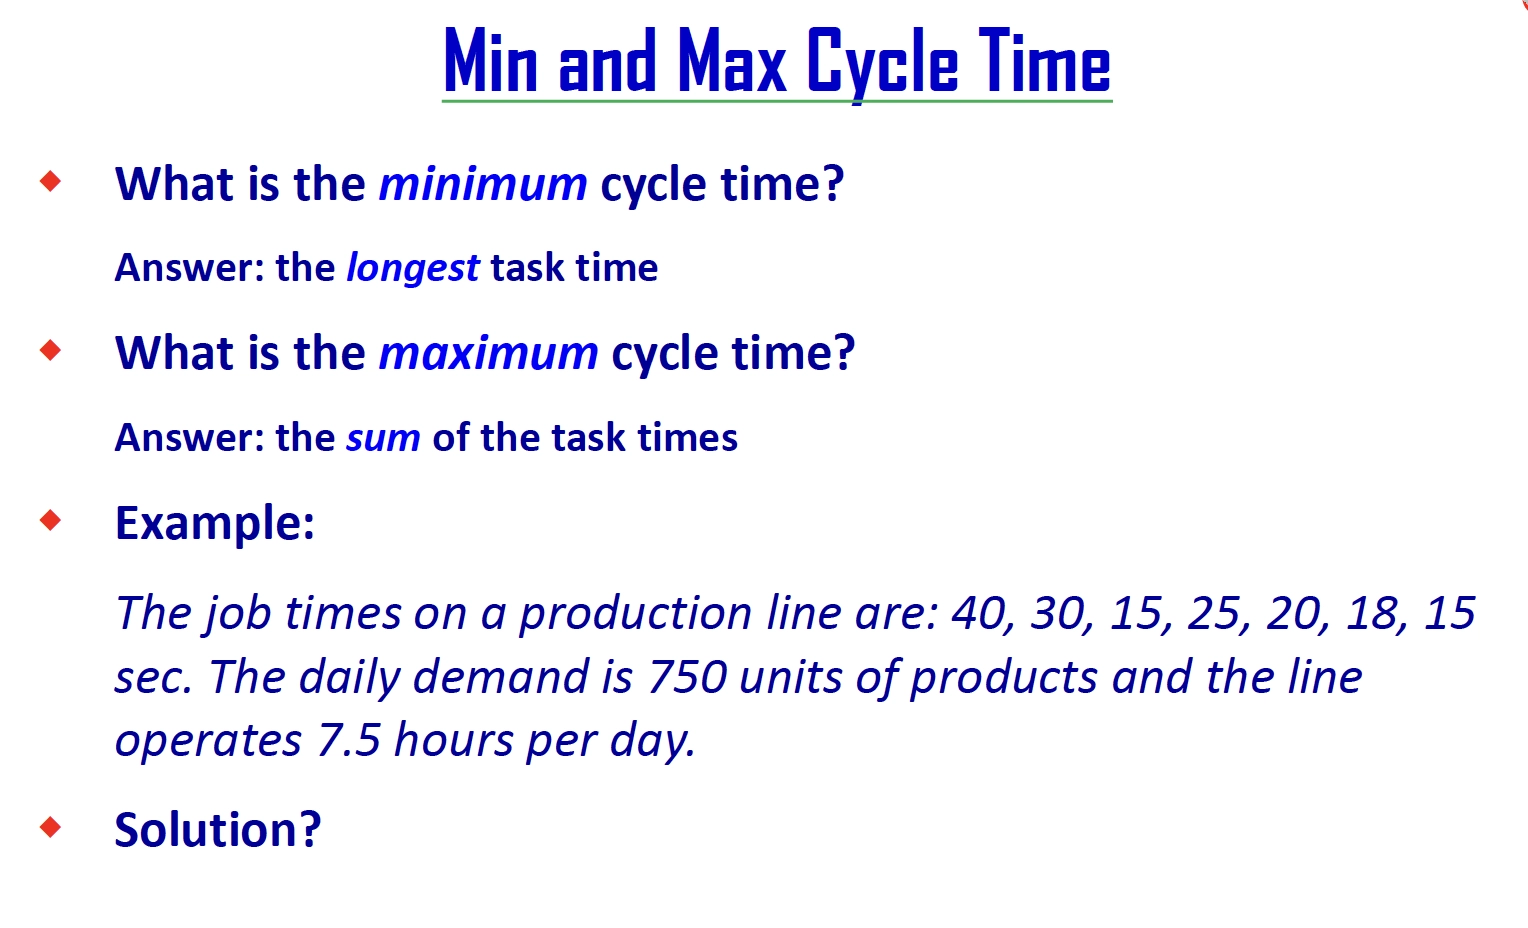 Min and Max Cycle Time
What is the minimum cycle time?
Answer: the longest task time
What is the maximum cycle time?
Answer: the sum of the task times
Example:
The job times on a production line are: 40, 30, 15, 25, 20, 18, 15
sec. The daily demand is 750 units of products and the line
operates 7.5 hours per day.
Solution?